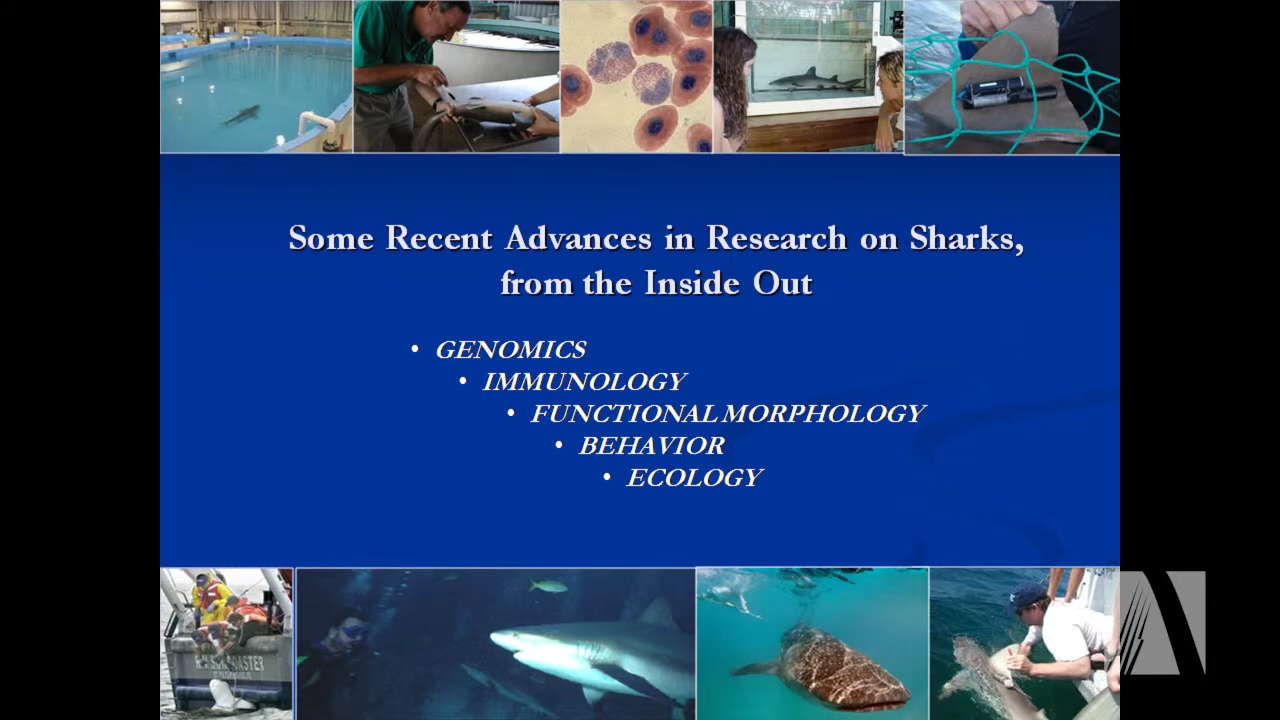 Some Recent Advances in Research on Sharks,
from the Inside Out
• GENOMICS
• IMMUNOLOGY
• FUNCTIONAL MORPHOLOGY
• BEHAVIOR
• ECOLOGY